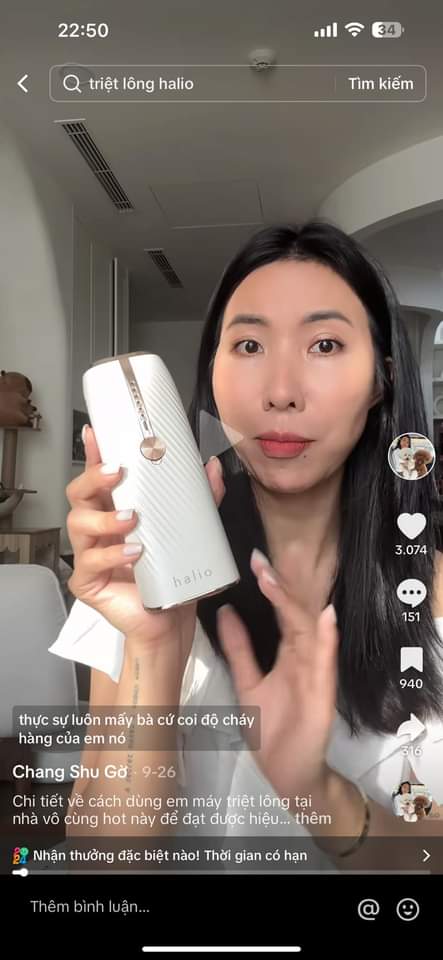 22:50
34
triệt lông halio
Tìm kiếm
halio
3.074
151
940
316
thực sự luôn mấy bà cứ coi độ cháy
hàng của em nó
Chang Shu Gờ · 9-26
Chi tiết về cách dùng em máy triệt lông tại
nhà vô cùng hot này để đạt được hiệu... thêm
Nhận thưởng đặc biệt nào! Thời gian có hạn
Thêm bình luận...
@